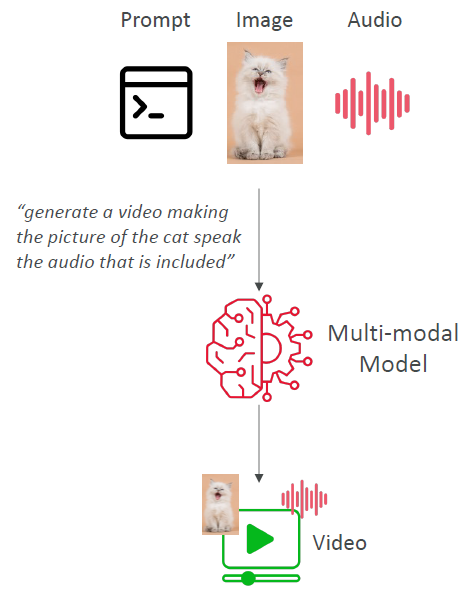 Prompt Image Audio
“generate a video making
the picture of the cat speak
the audio that is included”
Multi-modal
Model
Video